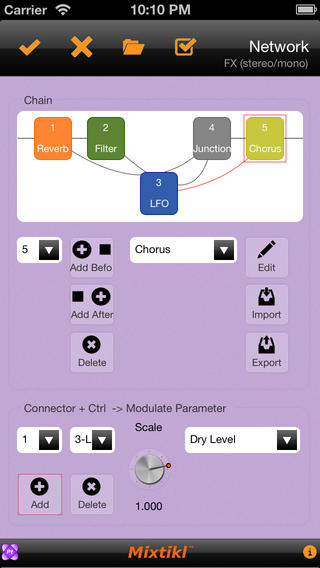 Carrier 10:10 PM
Network
FX (stereo/mono)
Chain
1 2 4 5
Reverb Filter Junction Chorus
3
LFO
5 Add Befo Chorus Edit
Add After Import
Delete Export
Connector + Ctrl -> Modulate Parameter
Scale
1 3-L Dry Level
Add Delete 1.000
Pt Mixtikl™ i